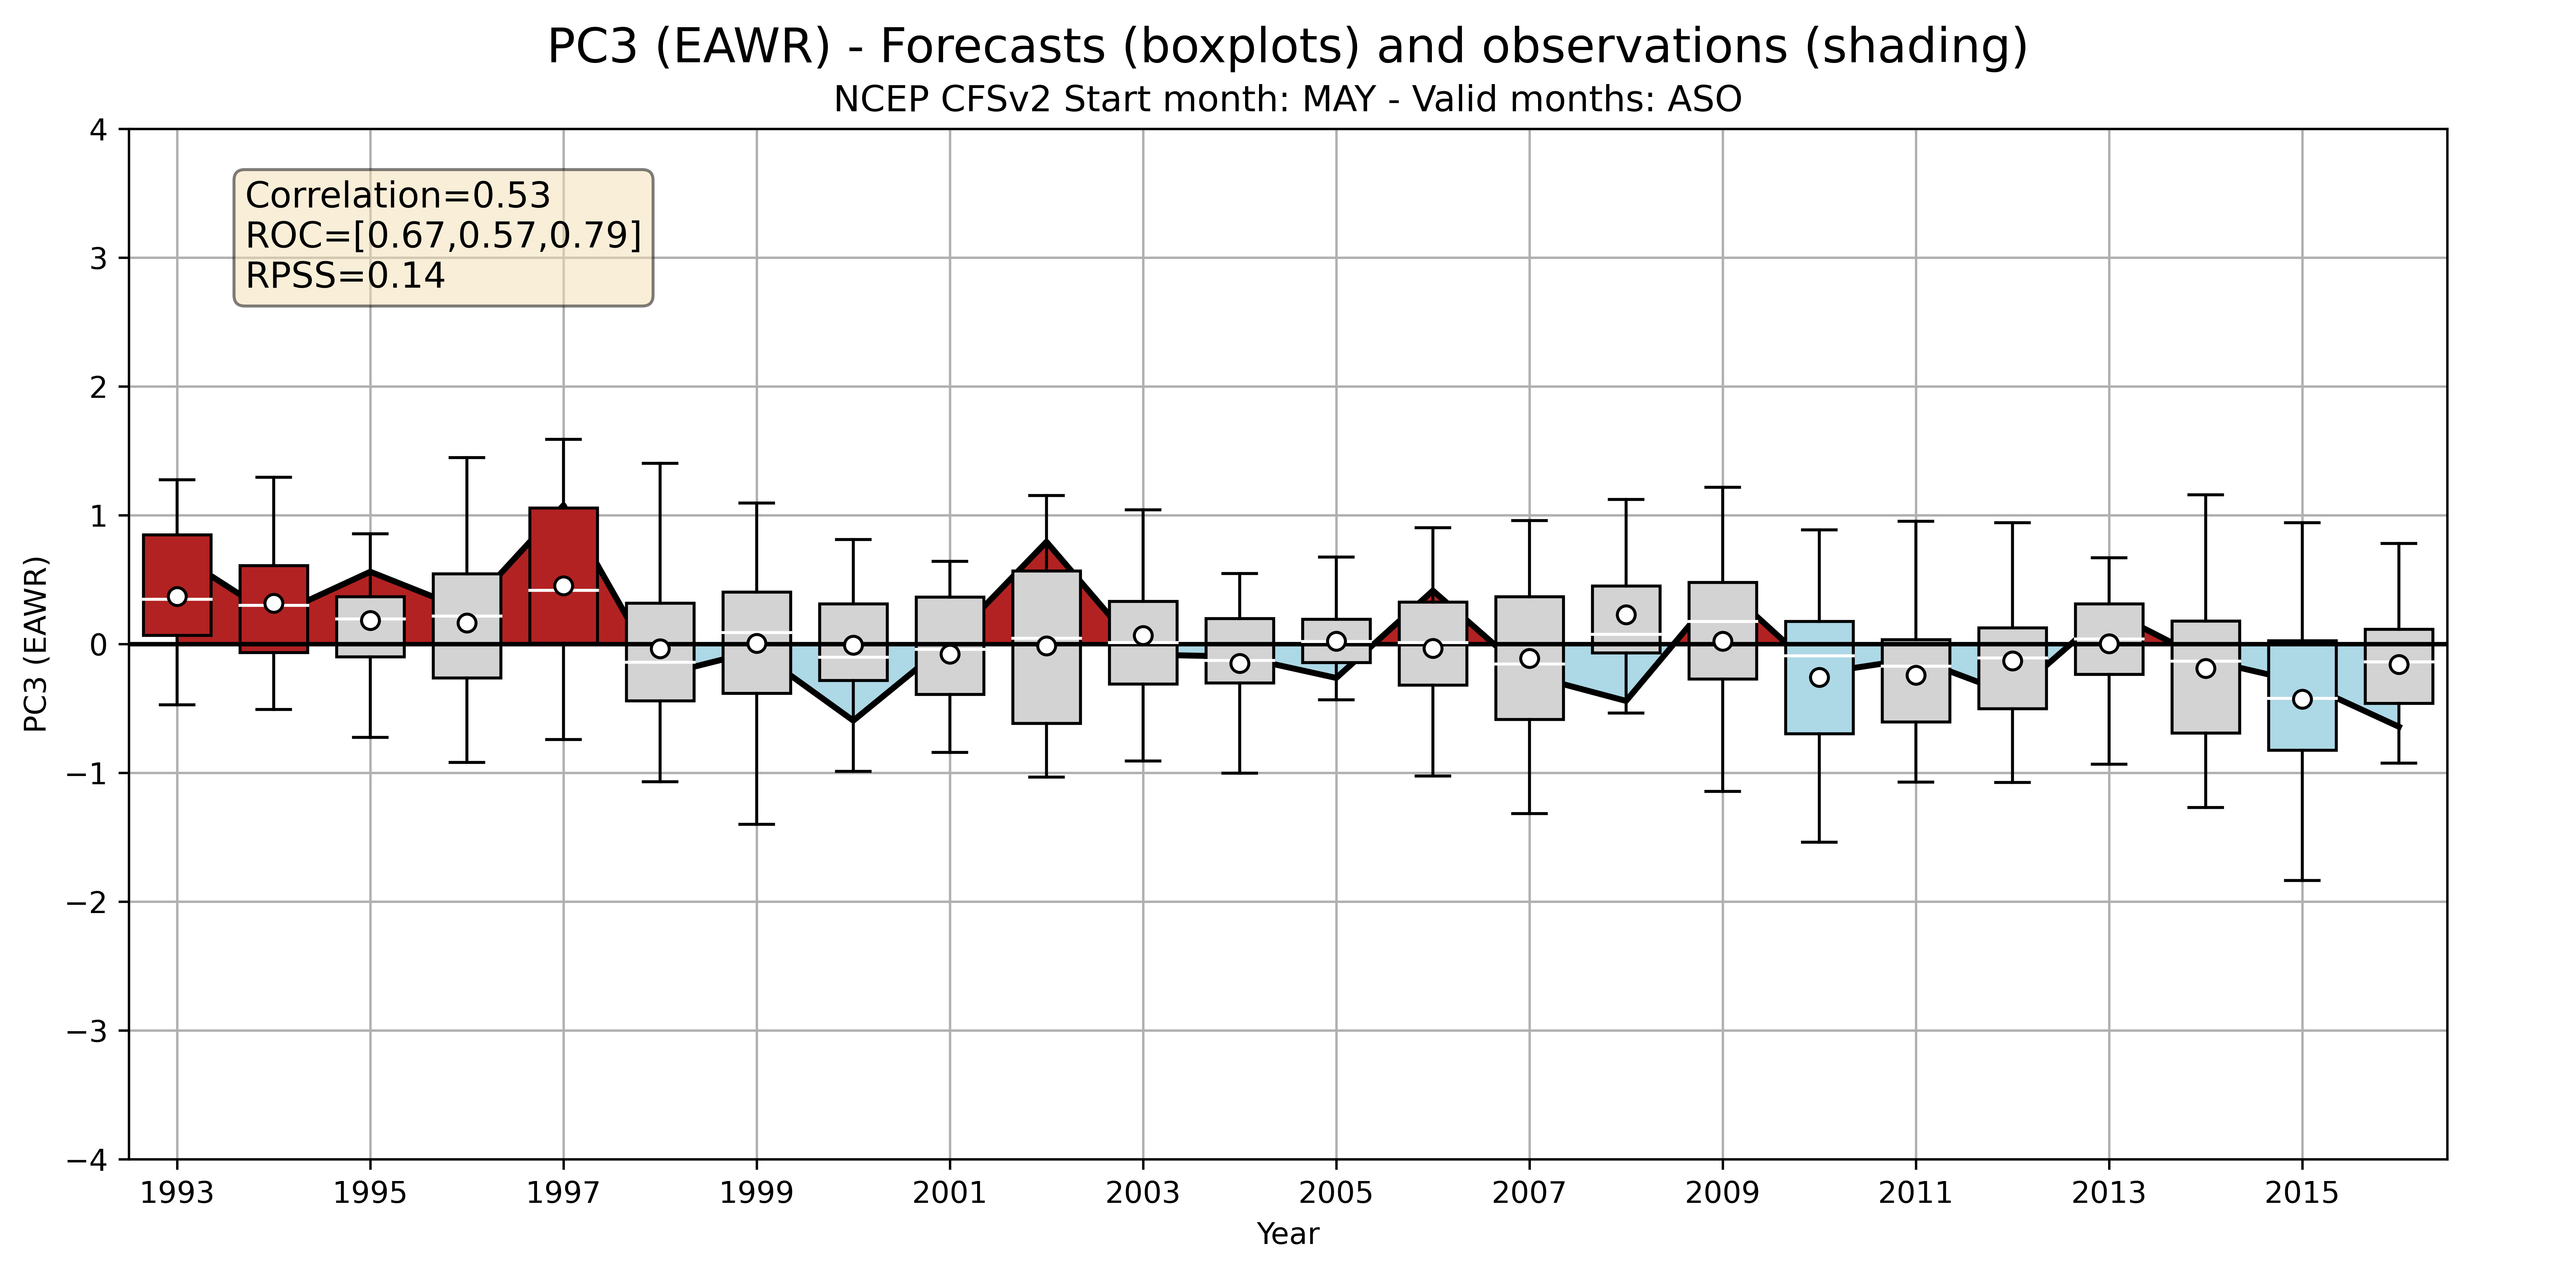 PC3 (EAWR) - Forecasts (boxplots) and observations (shading)
NCEP CFSv2 Start month: MAY - Valid months: ASO
Correlation=0.53
ROC=[0.67,0.57,0.79]
RPSS=0.14
PC3 (EAWR)
4
3
2
1
0
−1
−2
−3
−4
1993 1995 1997 1999 2001 2003 2005 2007 2009 2011 2013 2015
Year